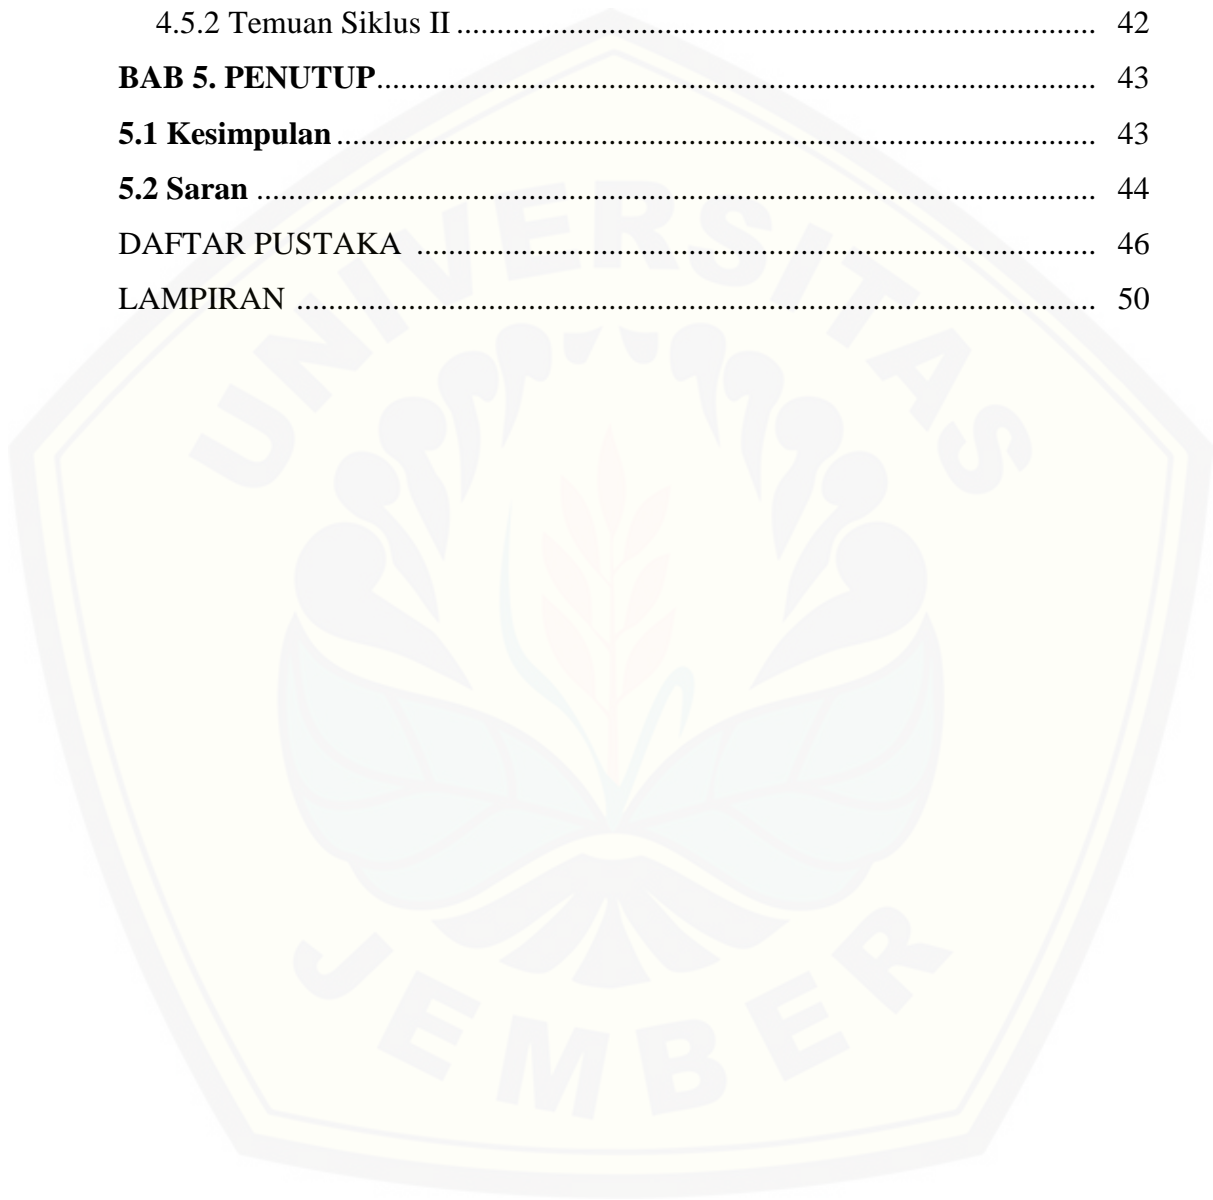 4.5.2 Temuan Siklus II ................................................................................ 42
BAB 5. PENUTUP.......................................................................................... 43
5.1 Kesimpulan ............................................................................................... 43
5.2 Saran ......................................................................................................... 44
DAFTAR PUSTAKA ..................................................................................... 46
LAMPIRAN .................................................................................................... 50
UNIVERSITAS
JEMBER